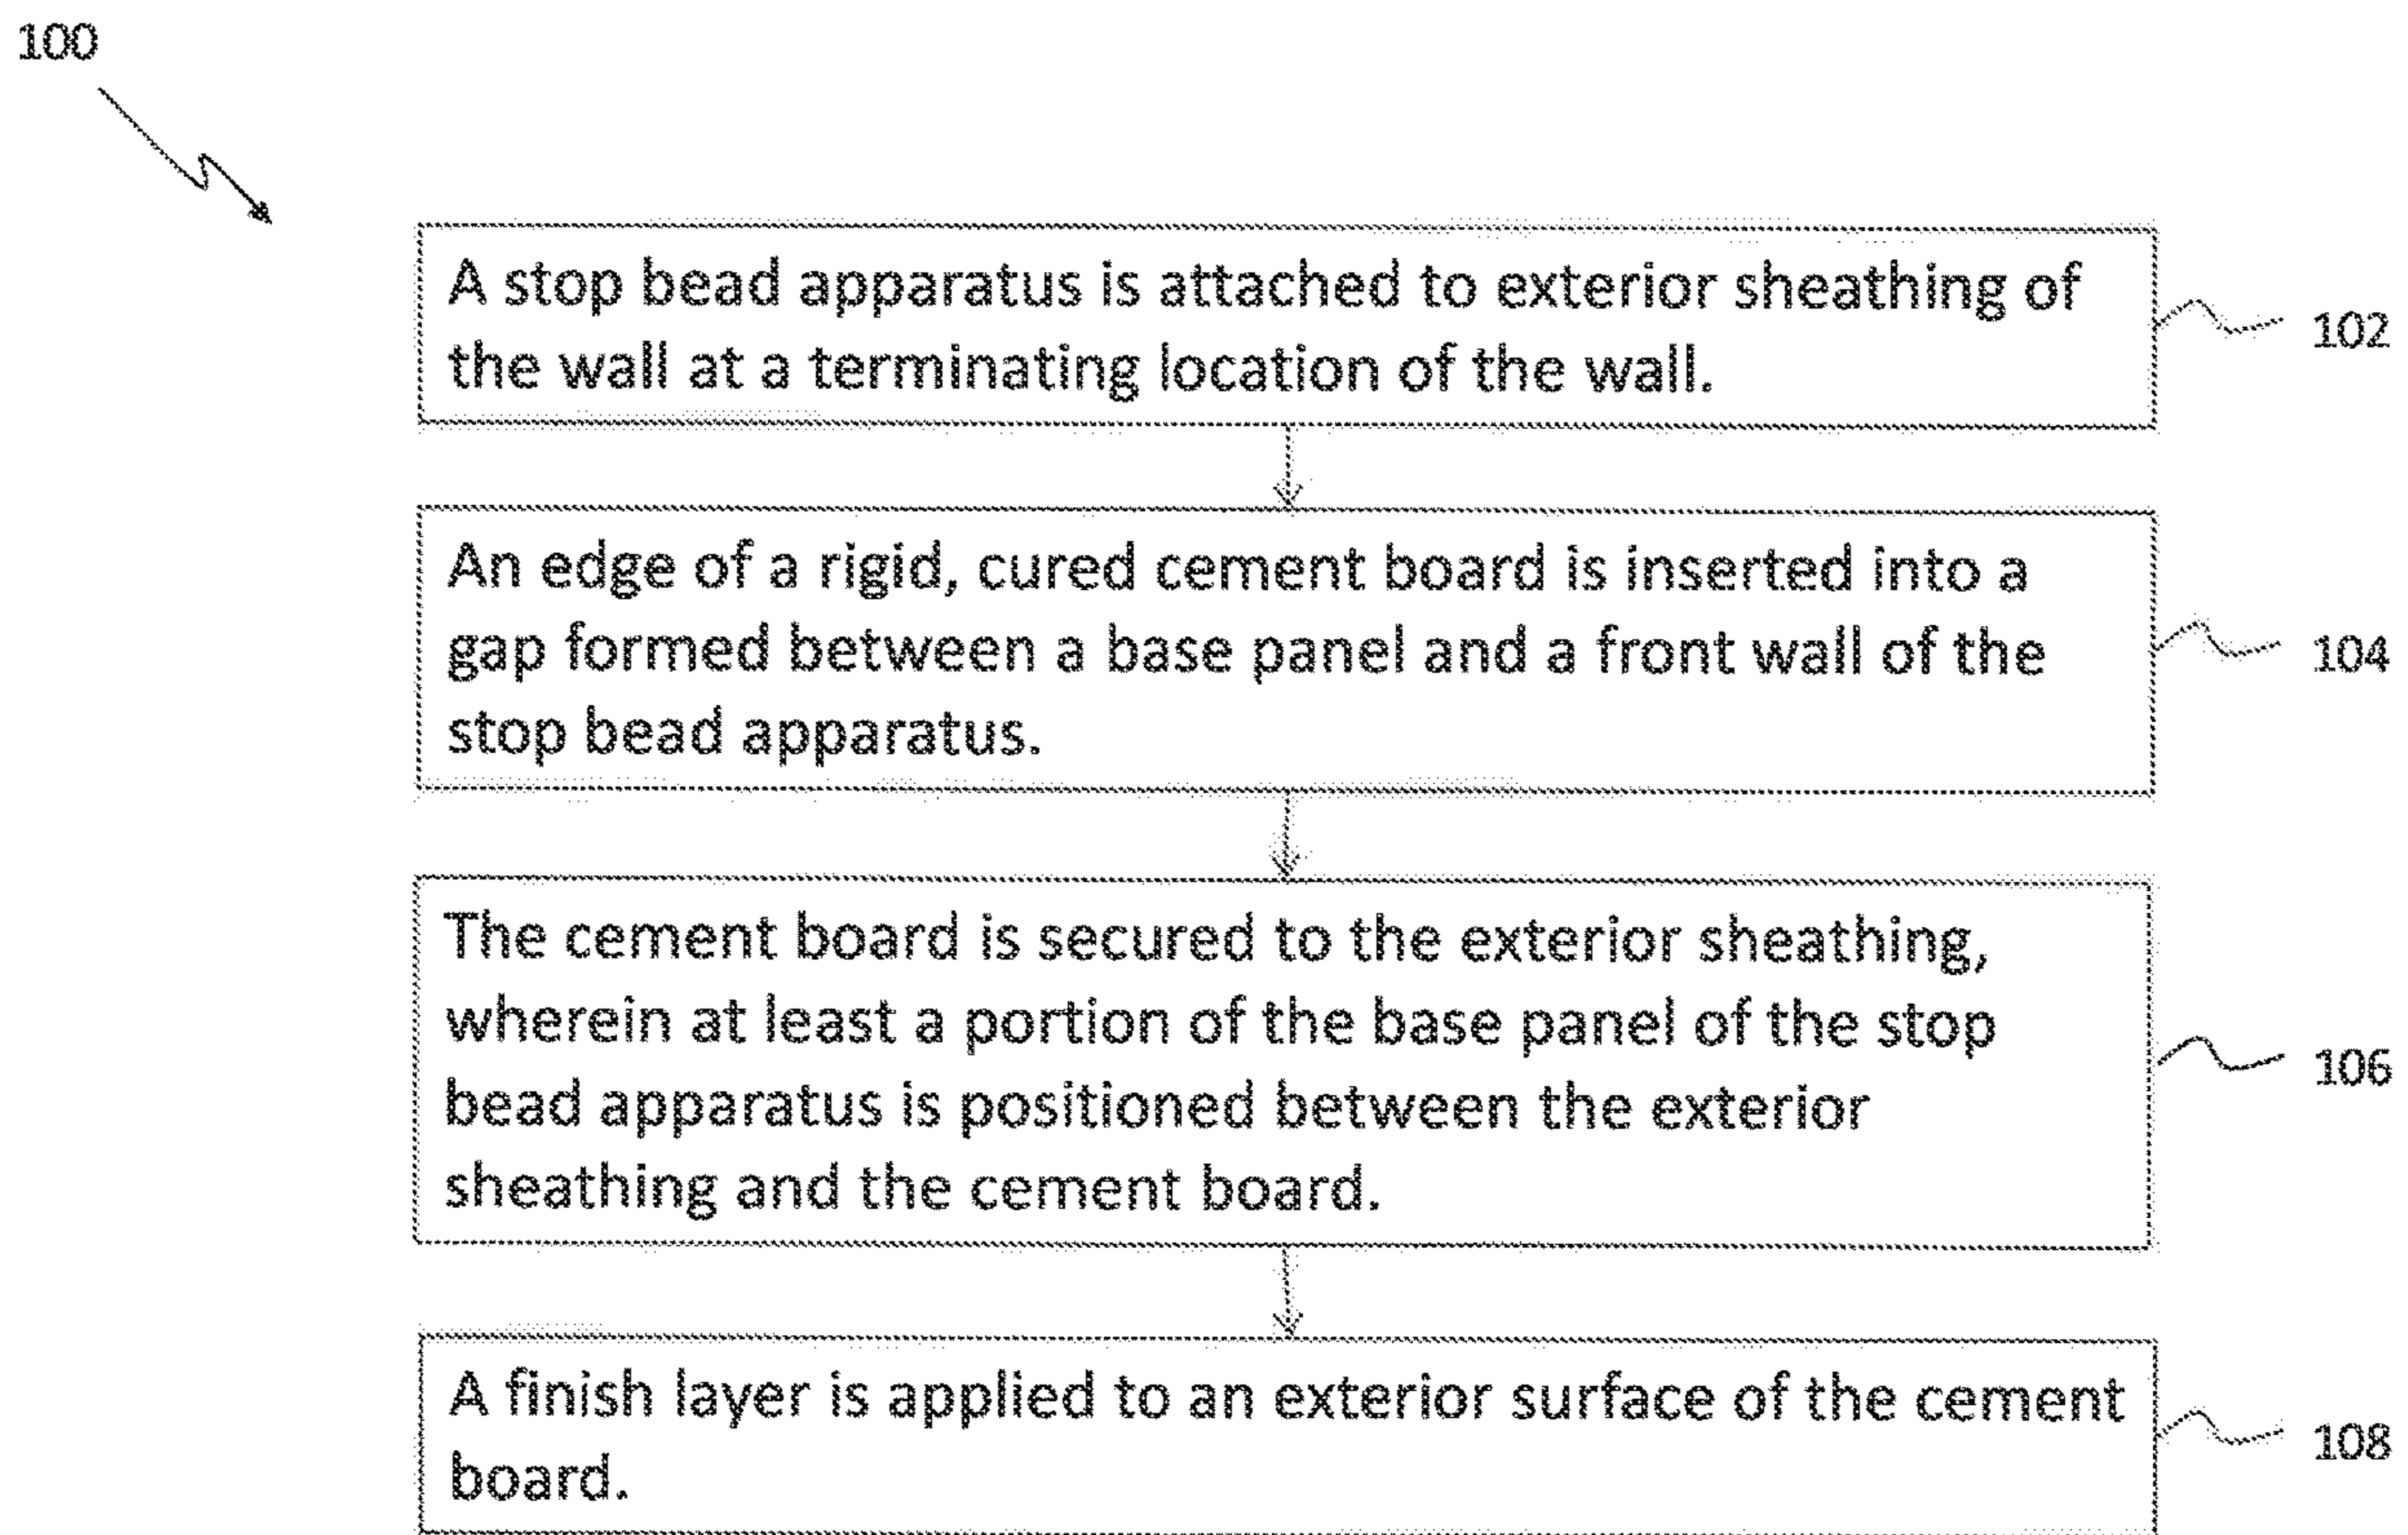 100
A stop bead apparatus is attached to exterior sheathing of
the wall at a terminating location of the wall.
102
An edge of a rigid, cured cement board is inserted into a
gap formed between a base panel and a front wall of the
stop bead apparatus.
104
The cement board is secured to the exterior sheathing,
wherein at least a portion of the base panel of the stop
bead apparatus is positioned between the exterior
sheathing and the cement board.
106
A finish layer is applied to an exterior surface of the cement
board.
108